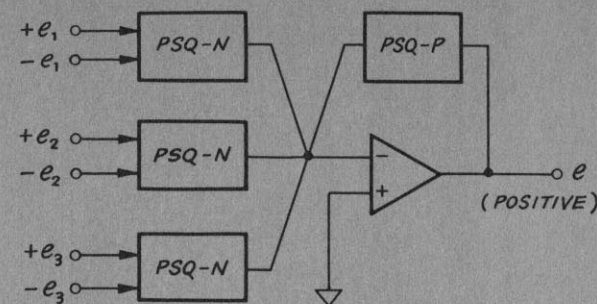 +e₁
PSQ-N
−e₁
PSQ-P
+e₂
PSQ-N
−e₂
−
+
e
(POSITIVE)
+e₃
PSQ-N
−e₃